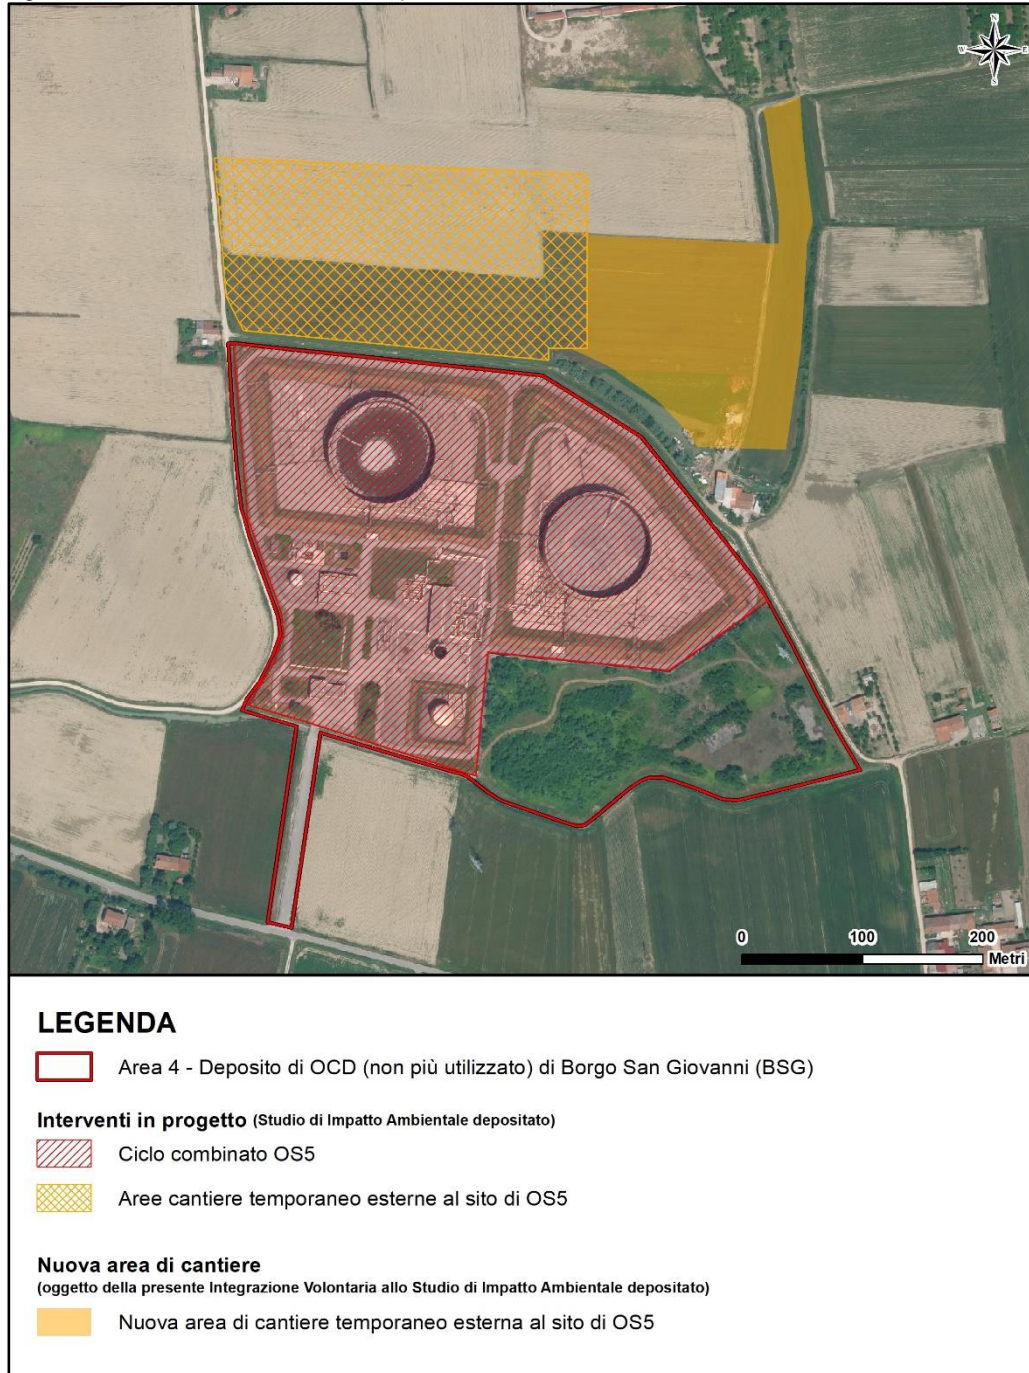 N
W E
S
0 100 200
Metri
LEGENDA
Area 4 - Deposito di OCD (non più utilizzato) di Borgo San Giovanni (BSG)
Interventi in progetto (Studio di Impatto Ambientale depositato)
Ciclo combinato OS5
Aree cantiere temporaneo esterne al sito di OS5
Nuova area di cantiere
(oggetto della presente Integrazione Volontaria allo Studio di Impatto Ambientale depositato)
Nuova area di cantiere temporaneo esterna al sito di OS5